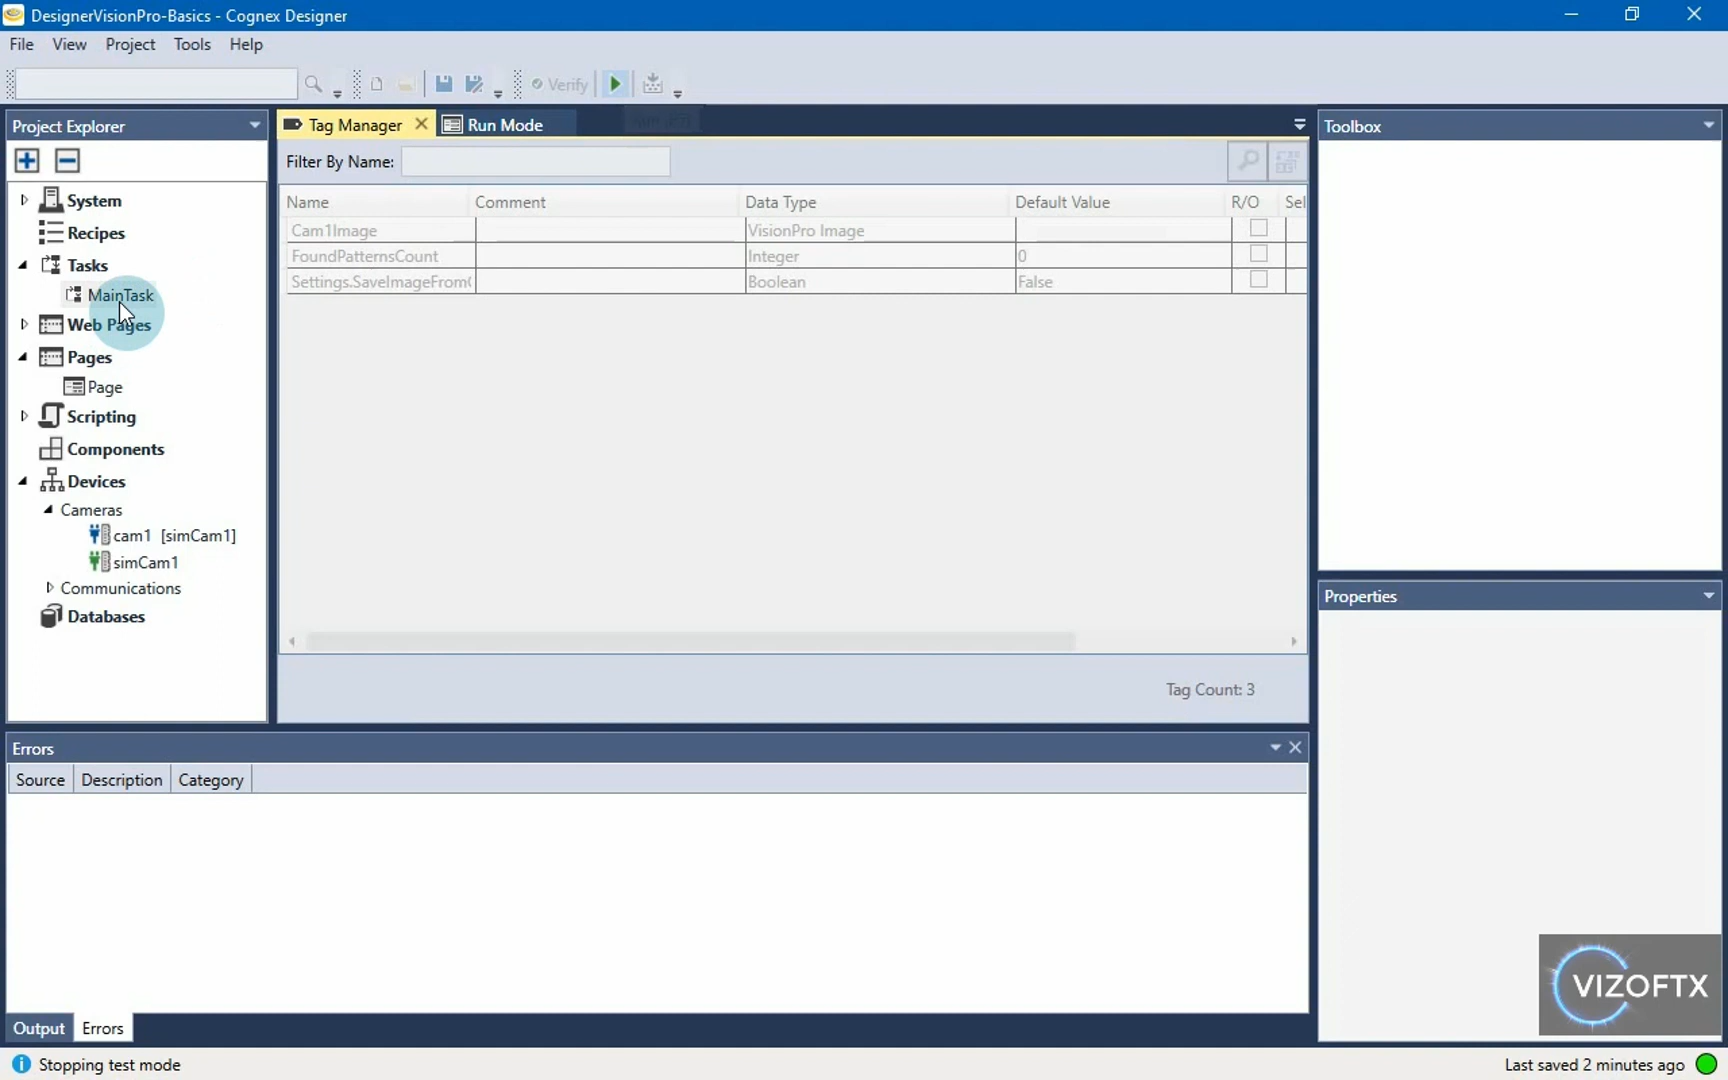 DesignerVisionPro-Basics - Cognex Designer
File View Project Tools Help
Verify
Project Explorer
System
Recipes
Tasks
MainTask
Web Pages
Pages
Page
Scripting
Components
Devices
Cameras
cam1 [simCam1]
simCam1
Communications
Databases
Tag Manager Run Mode
Filter By Name:
Name Comment Data Type Default Value R/O Sel
Cam1Image VisionPro Image
FoundPatternsCount Integer 0
Settings.SaveImageFrom Boolean False
Tag Count: 3
Toolbox
Properties
VIZOFTX
Errors
Source Description Category
Output Errors
Stopping test mode
Last saved 2 minutes ago